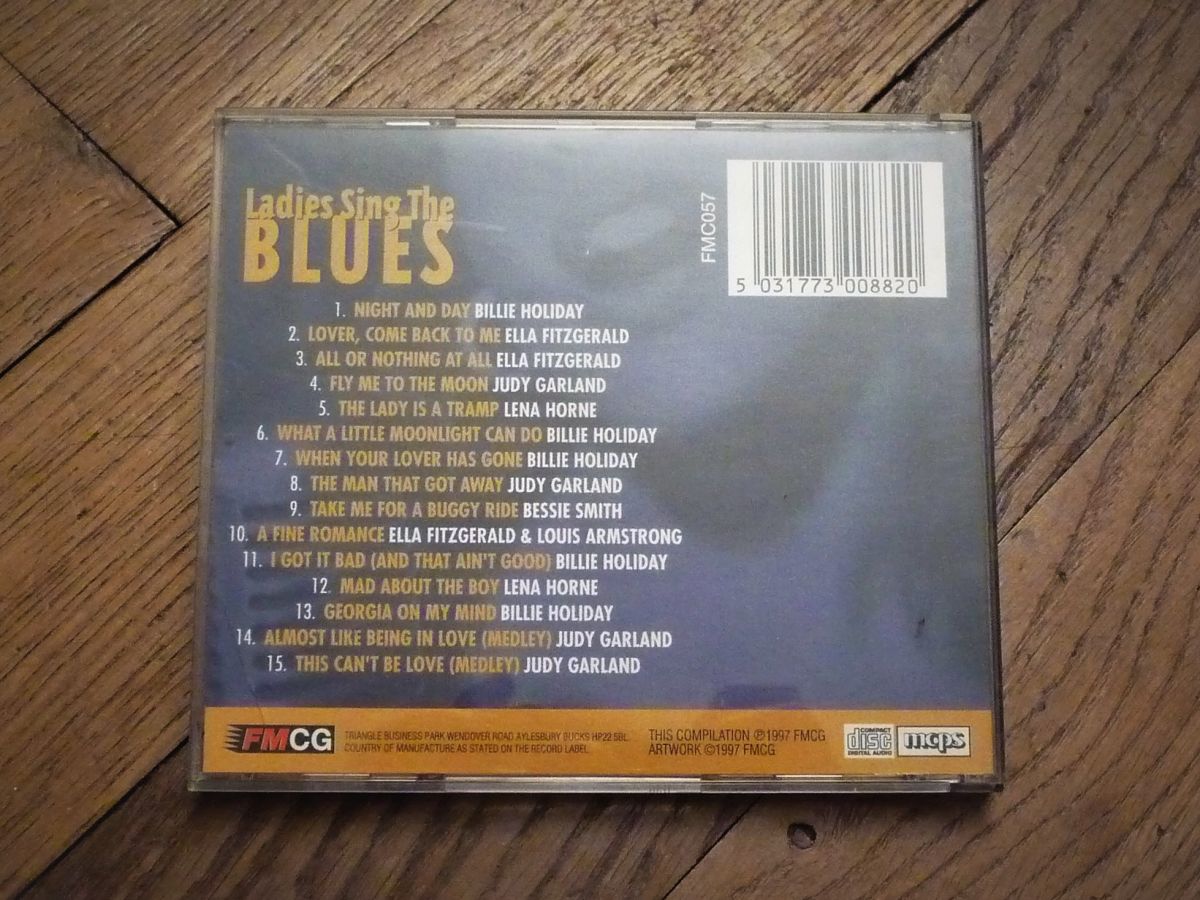 Ladies Sing The
BLUES
FMC057
5 031773 008820
1. NIGHT AND DAY BILLIE HOLIDAY
2. LOVER, COME BACK TO ME ELLA FITZGERALD
3. ALL OR NOTHING AT ALL ELLA FITZGERALD
4. FLY ME TO THE MOON JUDY GARLAND
5. THE LADY IS A TRAMP LENA HORNE
6. WHAT A LITTLE MOONLIGHT CAN DO BILLIE HOLIDAY
7. WHEN YOUR LOVER HAS GONE BILLIE HOLIDAY
8. THE MAN THAT GOT AWAY JUDY GARLAND
9. TAKE ME FOR A BUGGY RIDE BESSIE SMITH
10. A FINE ROMANCE ELLA FITZGERALD & LOUIS ARMSTRONG
11. I GOT IT BAD (AND THAT AIN'T GOOD) BILLIE HOLIDAY
12. MAD ABOUT THE BOY LENA HORNE
13. GEORGIA ON MY MIND BILLIE HOLIDAY
14. ALMOST LIKE BEING IN LOVE (MEDLEY) JUDY GARLAND
15. THIS CAN'T BE LOVE (MEDLEY) JUDY GARLAND
FMCG
TRIANGLE BUSINESS PARK WENDOVER ROAD AYLESBURY BUCKS HP22 5BL.
COUNTRY OF MANUFACTURE AS STATED ON THE RECORD LABEL
THIS COMPILATION ℗1997 FMCG
ARTWORK ©1997 FMCG
COMPACT
disc
DIGITAL AUDIO
mcps